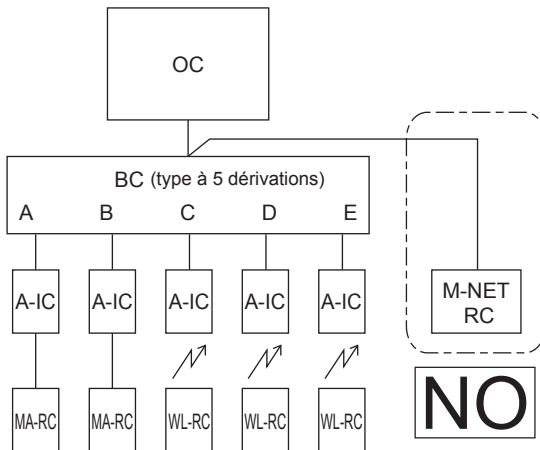 OC
BC (type à 5 dérivations)
A B C D E
A-IC A-IC A-IC A-IC A-IC
M-NET
RC
MA-RC MA-RC WL-RC WL-RC WL-RC
NO